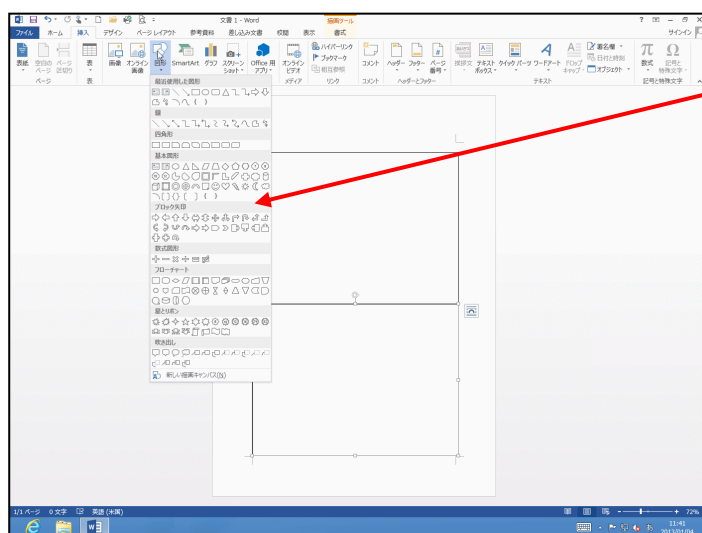 文書 1 - Word
描画ツール
サインイン
ファイル ホーム 挿入 デザイン ページ レイアウト 参考資料 差し込み文書 校閲 表示 書式
表紙 空白の ページ 表 画像 オンライン 図形 SmartArt グラフ スクリーン Office 用 オンライン ハイパーリンク コメント ヘッダー フッター ページ 挨拶文 テキスト クイック パーツ ワードアート ドロップ 署名欄 数式 記号と
ページ 区切り 画像 ショット アプリ ビデオ ブックマーク 番号 ボックス キャップ 日付と時刻 特殊文字
相互参照 オブジェクト
ページ 表 メディア リンク コメント ヘッダーとフッター テキスト 記号と特殊文字
最近使用した図形
線
四角形
基本図形
ブロック矢印
数式図形
フローチャート
星とリボン
吹き出し
新しい描画キャンバス(N)
1/1 ページ 0 文字 英語 (米国) 72%
11:41
2013/01/04